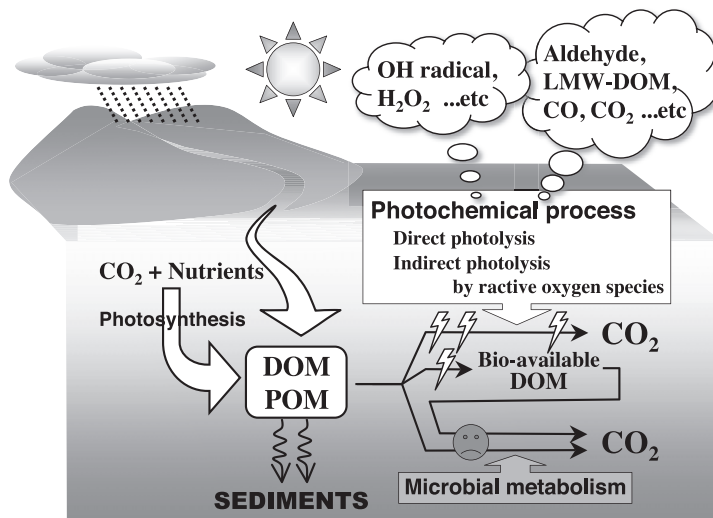 OH radical,
H₂O₂ ...etc
Aldehyde,
LMW-DOM,
CO, CO₂ ...etc
Photochemical process
Direct photolysis
Indirect photolysis
by ractive oxygen species
CO₂ + Nutrients
Photosynthesis
DOM
POM
CO₂
Bio-available
DOM
CO₂
Microbial metabolism
SEDIMENTS